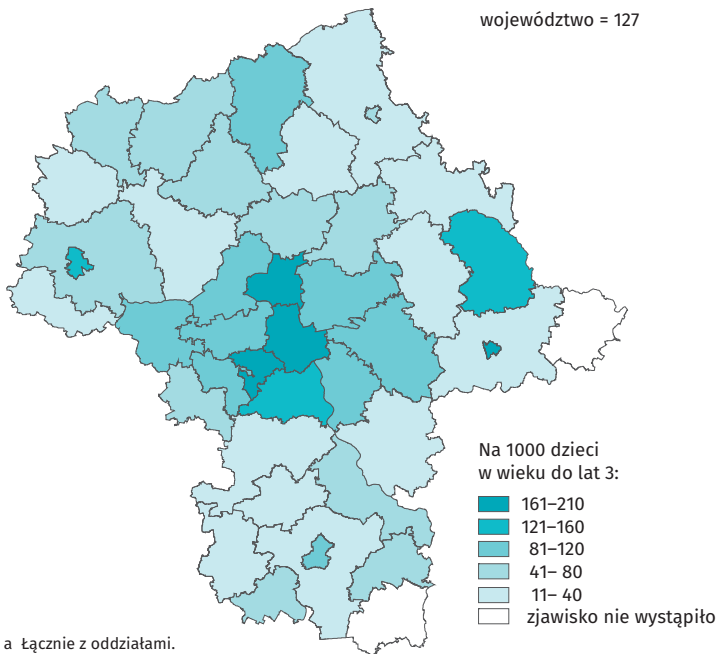 województwo = 127
Na 1000 dzieci
w wieku do lat 3:
161–210
121–160
81–120
41– 80
11– 40
zjawisko nie wystąpiło
a Łącznie z oddziałami.